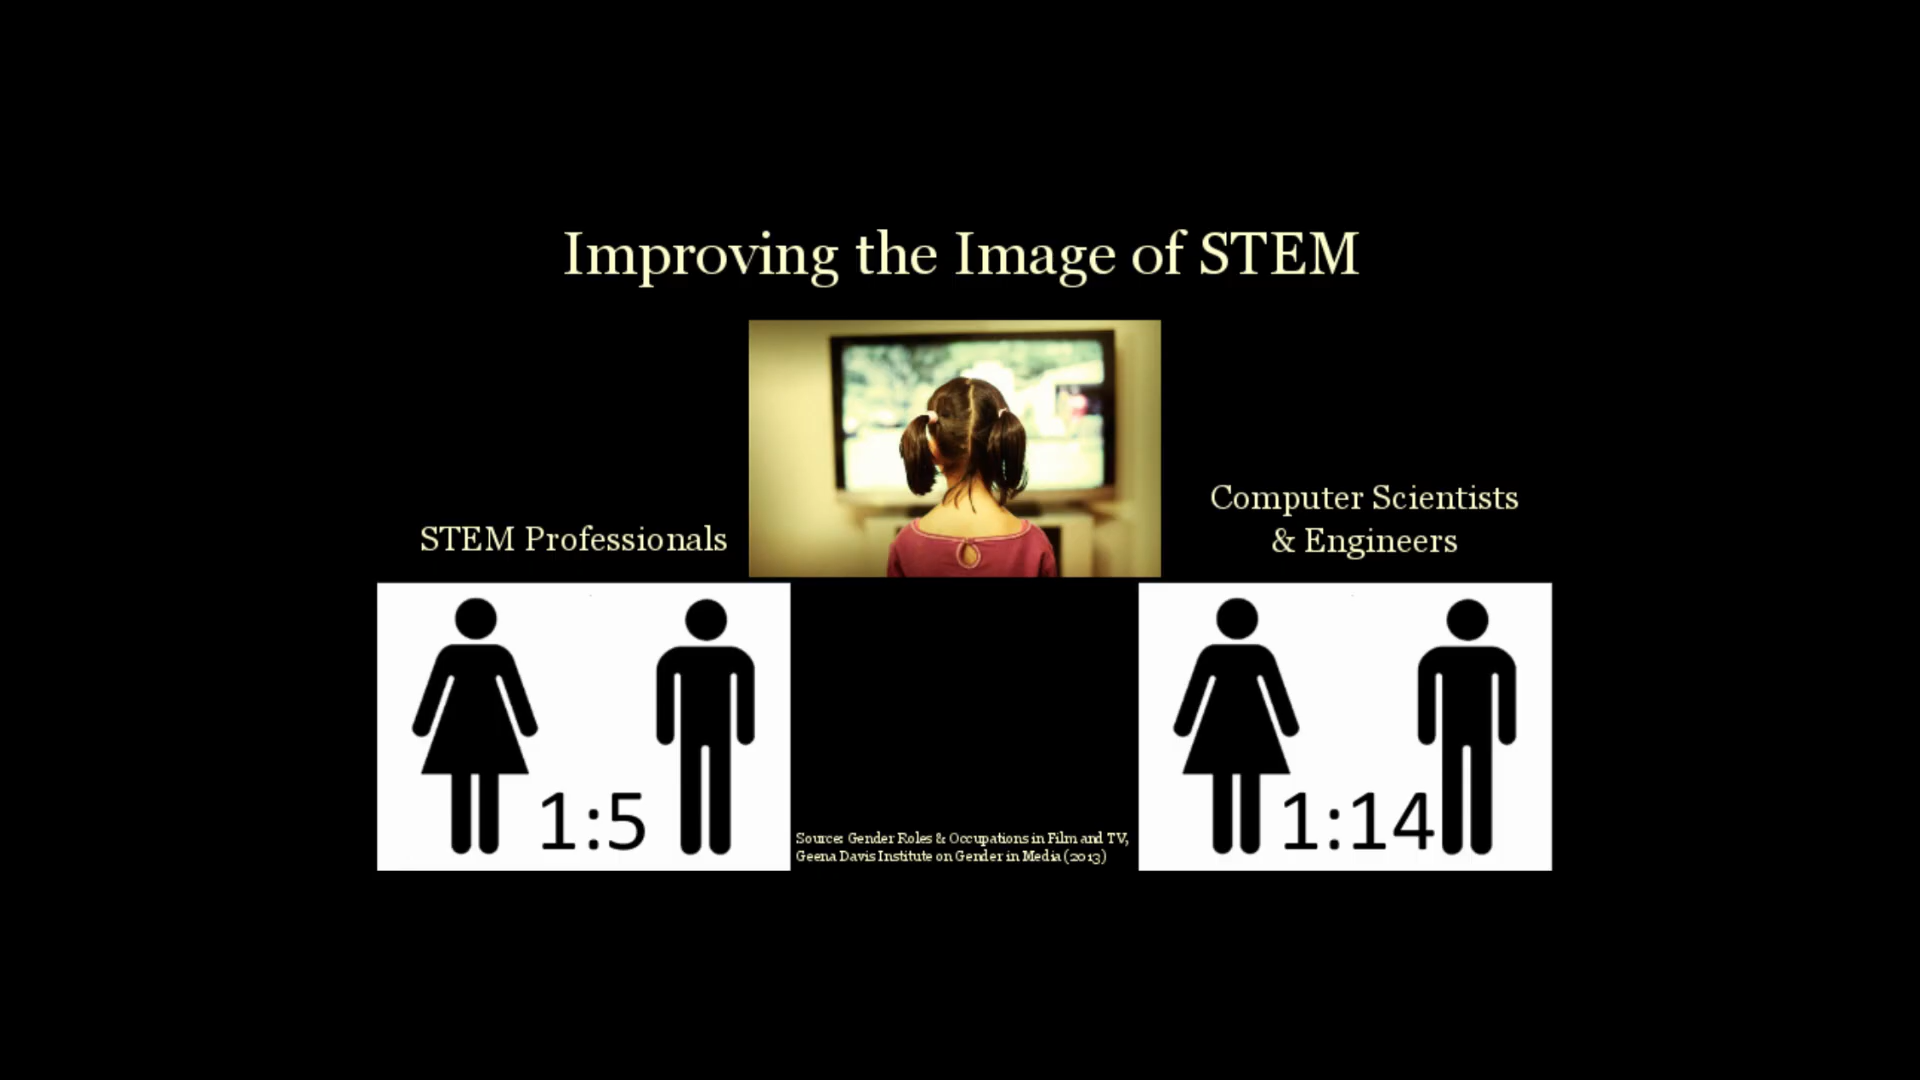 Improving the Image of STEM
STEM Professionals
Computer Scientists
& Engineers
1:5
1:14
Source: Gender Roles & Occupations in Film and TV,
Geena Davis Institute on Gender in Media (2013)